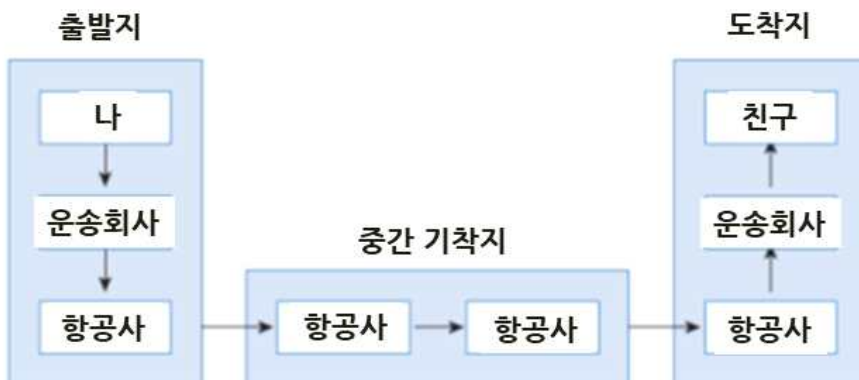 출발지
나
운송회사
항공사
중간 기착지
항공사
항공사
도착지
친구
운송회사
항공사